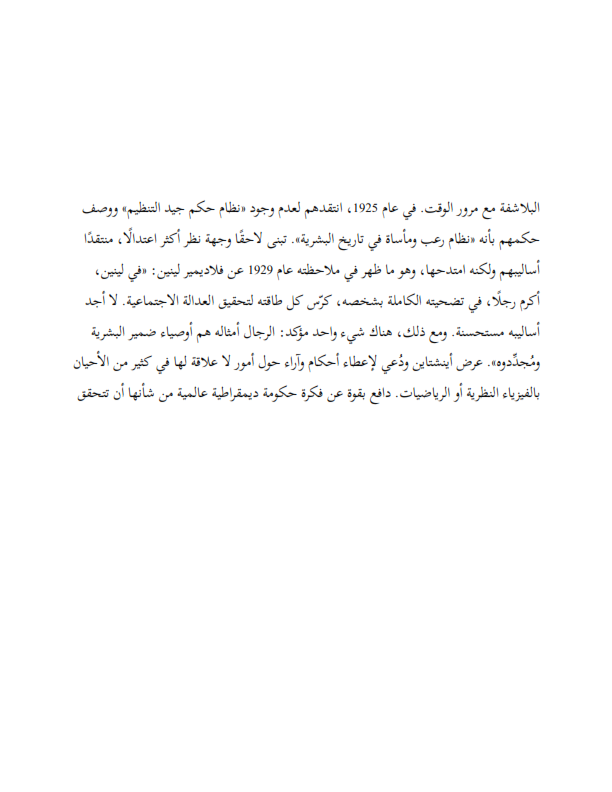 البلاشفة مع مرور الوقت. في عام 1925، انتقدهم لعدم وجود «نظام حكم جيد التنظيم» ووصف
حكمهم بأنه «نظام رعب ومأساة في تاريخ البشرية». تبنى لاحقًا وجهة نظر أكثر اعتدالًا، منتقدًا
أساليبهم ولكنه امتدحها، وهو ما ظهر في ملاحظته عام 1929 عن فلاديمير لينين: «في لينين،
أكرم رجلًا، في تضحيته الكاملة بشخصه، كرّس كل طاقته لتحقيق العدالة الاجتماعية. لا أجد
أساليبه مستحسنة. ومع ذلك، هناك شيء واحد مؤكد: الرجال أمثاله هم أوصياء ضمير البشرية
ومُجدِّدوه». عرض أينشتاين ودُعي لإعطاء أحكام وآراء حول أمور لا علاقة لها في كثير من الأحيان
بالفيزياء النظرية أو الرياضيات. دافع بقوة عن فكرة حكومة ديمقراطية عالمية من شأنها أن تتحقق